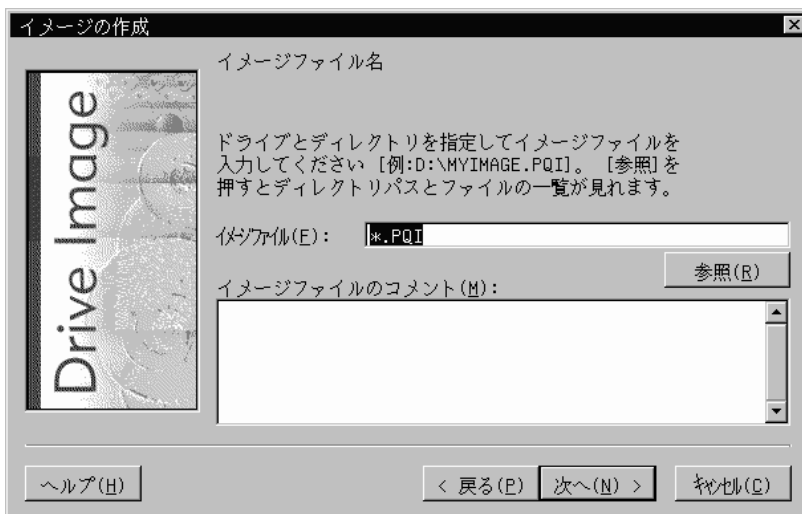 イメージの作成
Drive Image
イメージファイル名
ドライブとディレクトリを指定してイメージファイルを
入力してください [例:D:\MYIMAGE.PQI]。 [参照]を
押すとディレクトリパスとファイルの一覧が見れます。
ｲﾒｰｼﾞﾌｧｲﾙ(F): *.PQI
参照(R)
イメージファイルのコメント(M):
ヘルプ(H) < 戻る(P) 次へ(N) > ｷｬﾝｾﾙ(C)